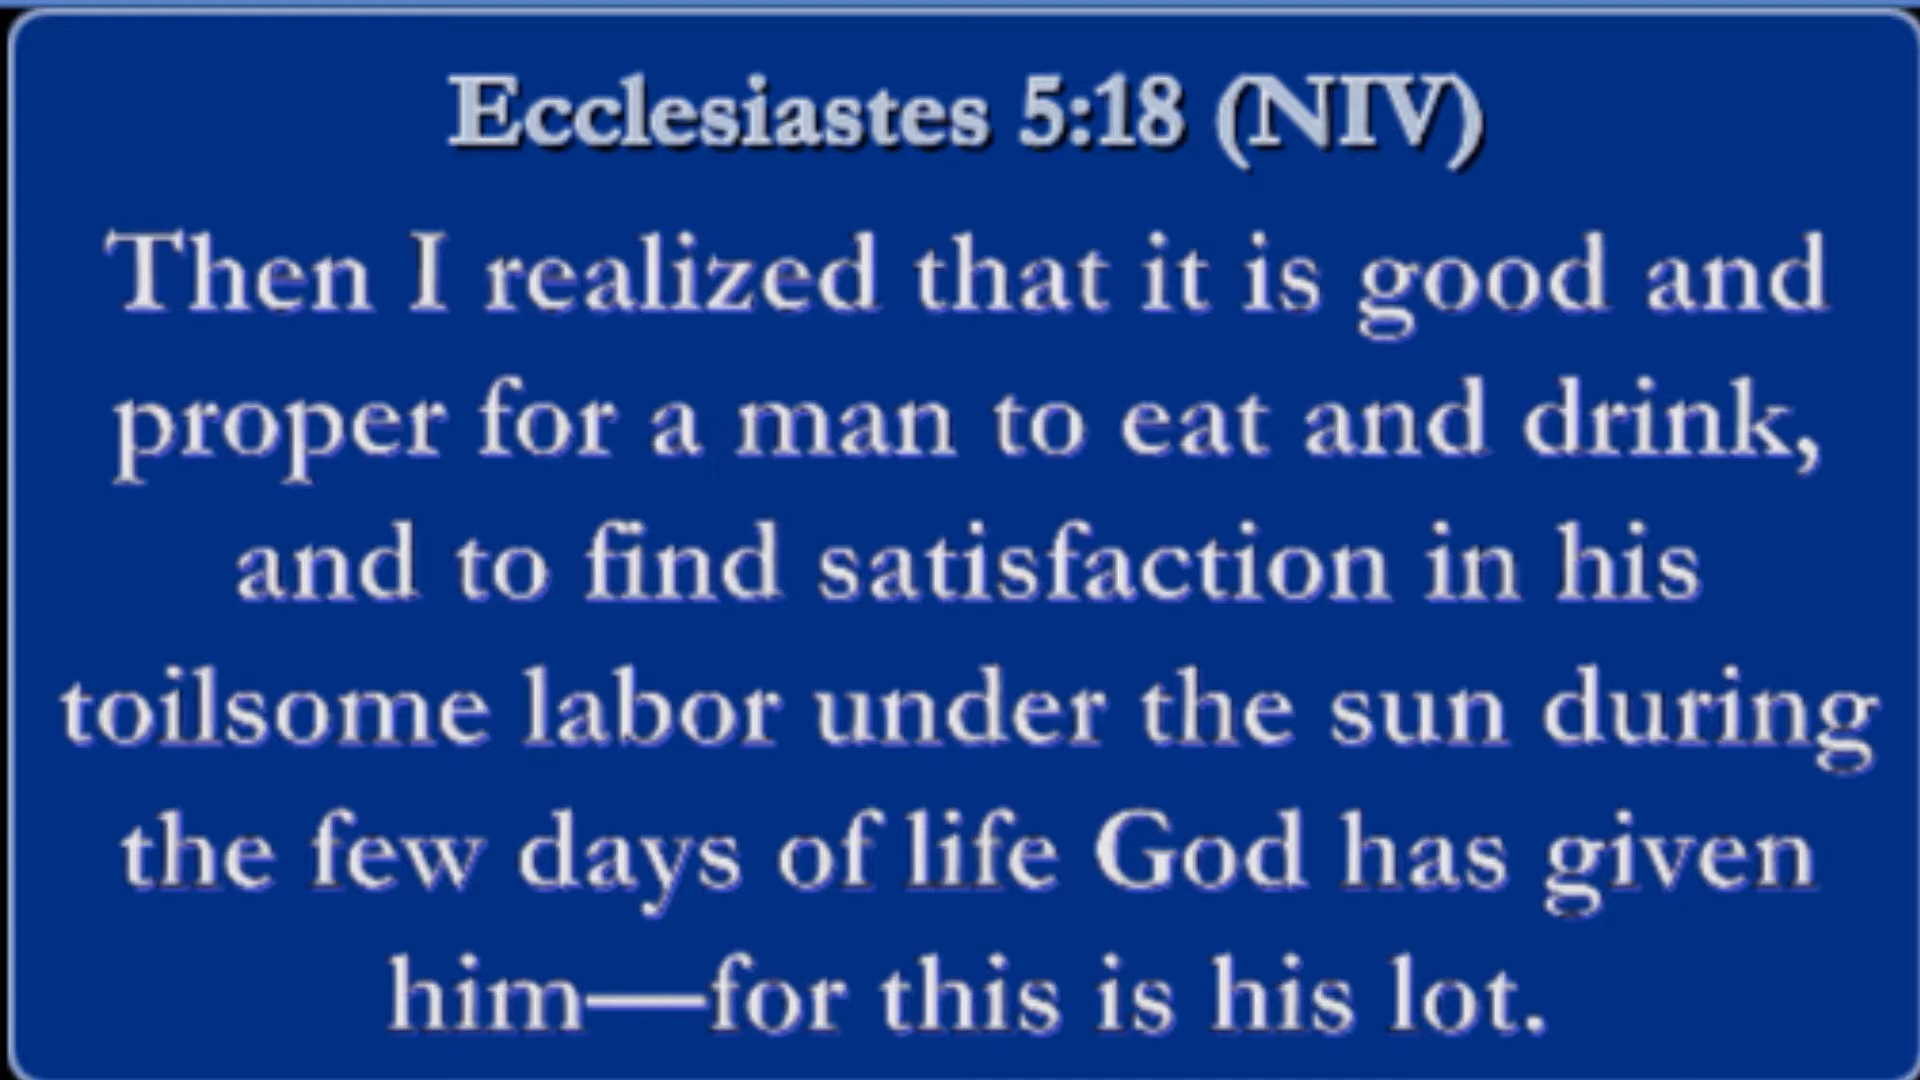 Ecclesiastes 5:18 (NIV)
Then I realized that it is good and
proper for a man to eat and drink,
and to find satisfaction in his
toilsome labor under the sun during
the few days of life God has given
him—for this is his lot.